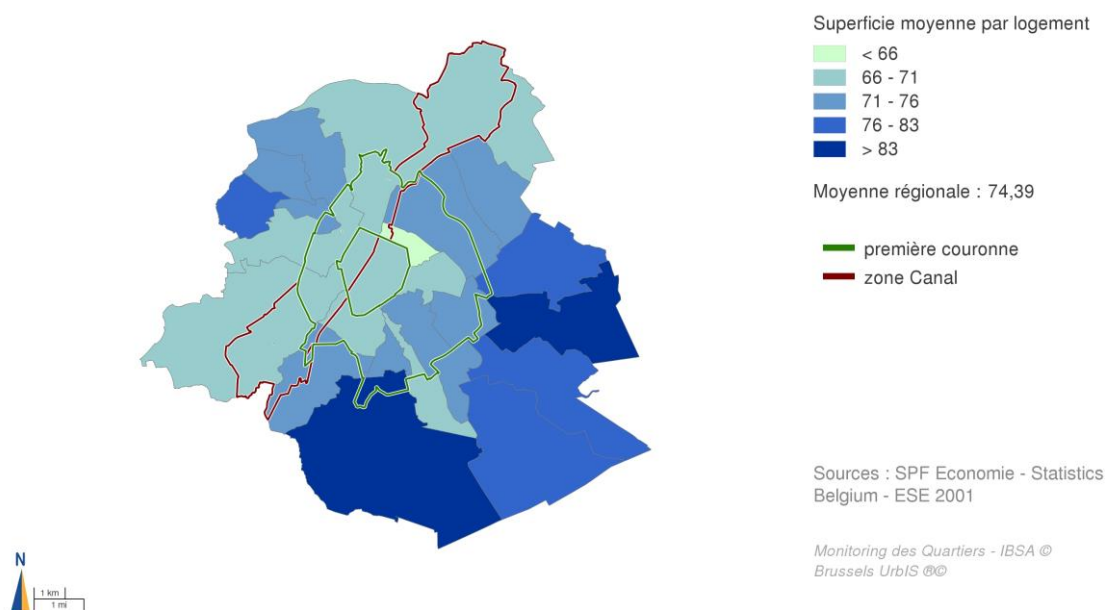 Superficie moyenne par logement
< 66
66 - 71
71 - 76
76 - 83
> 83
Moyenne régionale : 74,39
première couronne
zone Canal
Sources : SPF Economie - Statistics
Belgium - ESE 2001
Monitoring des Quartiers - IBSA ©
Brussels UrbIS ®©
N
1 km
1 mi